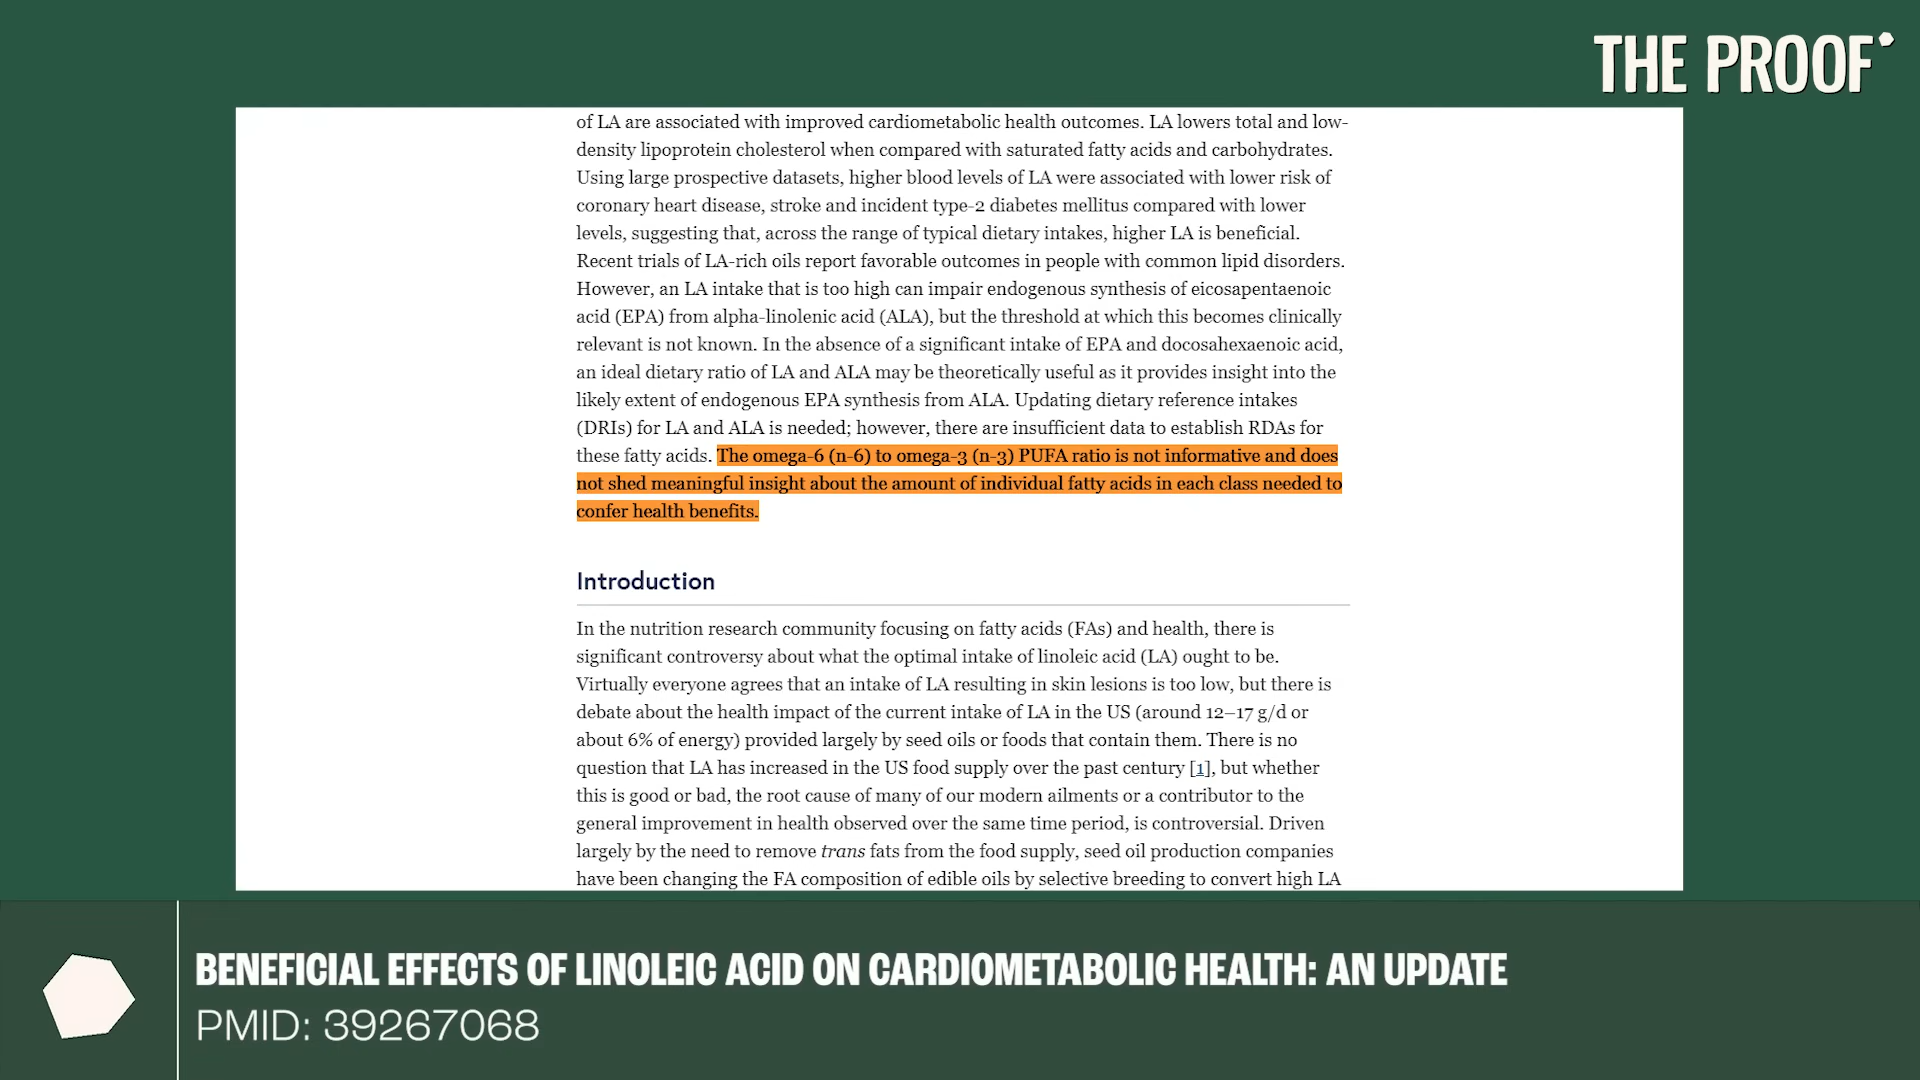 THE PROOF
of LA are associated with improved cardiometabolic health outcomes. LA lowers total and low-
density lipoprotein cholesterol when compared with saturated fatty acids and carbohydrates.
Using large prospective datasets, higher blood levels of LA were associated with lower risk of
coronary heart disease, stroke and incident type-2 diabetes mellitus compared with lower
levels, suggesting that, across the range of typical dietary intakes, higher LA is beneficial.
Recent trials of LA-rich oils report favorable outcomes in people with common lipid disorders.
However, an LA intake that is too high can impair endogenous synthesis of eicosapentaenoic
acid (EPA) from alpha-linolenic acid (ALA), but the threshold at which this becomes clinically
relevant is not known. In the absence of a significant intake of EPA and docosahexaenoic acid,
an ideal dietary ratio of LA and ALA may be theoretically useful as it provides insight into the
likely extent of endogenous EPA synthesis from ALA. Updating dietary reference intakes
(DRIs) for LA and ALA is needed; however, there are insufficient data to establish RDAs for
these fatty acids. The omega-6 (n-6) to omega-3 (n-3) PUFA ratio is not informative and does
not shed meaningful insight about the amount of individual fatty acids in each class needed to
confer health benefits.
Introduction
In the nutrition research community focusing on fatty acids (FAs) and health, there is
significant controversy about what the optimal intake of linoleic acid (LA) ought to be.
Virtually everyone agrees that an intake of LA resulting in skin lesions is too low, but there is
debate about the health impact of the current intake of LA in the US (around 12–17 g/d or
about 6% of energy) provided largely by seed oils or foods that contain them. There is no
question that LA has increased in the US food supply over the past century [1], but whether
this is good or bad, the root cause of many of our modern ailments or a contributor to the
general improvement in health observed over the same time period, is controversial. Driven
largely by the need to remove trans fats from the food supply, seed oil production companies
have been changing the FA composition of edible oils by selective breeding to convert high LA
BENEFICIAL EFFECTS OF LINOLEIC ACID ON CARDIOMETABOLIC HEALTH: AN UPDATE
PMID: 39267068